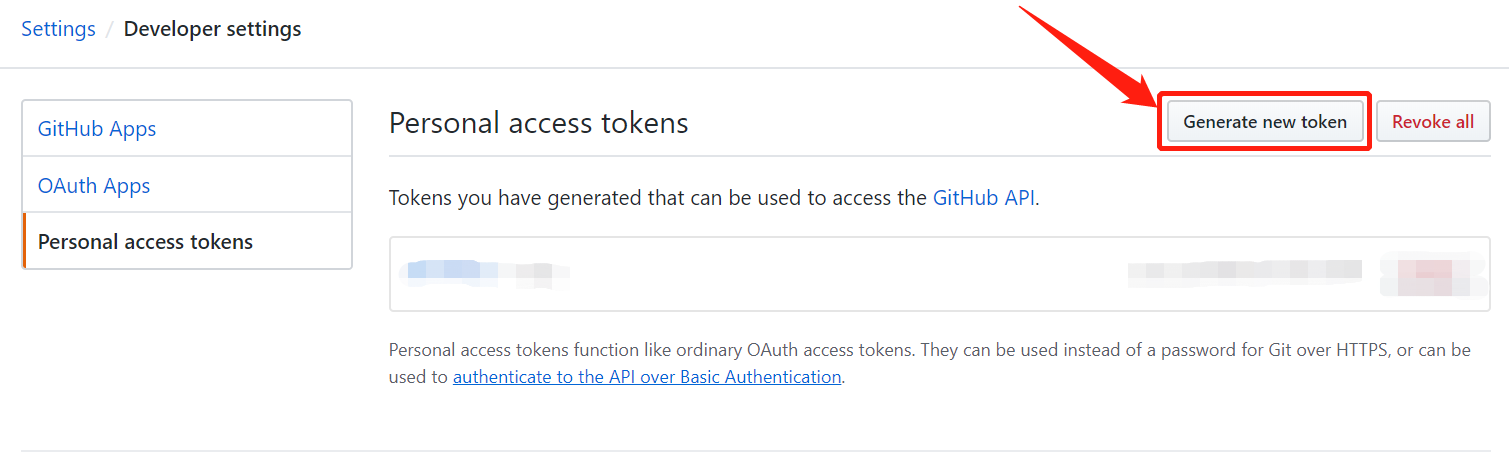 Settings / Developer settings
GitHub Apps
OAuth Apps
Personal access tokens
Personal access tokens
Generate new token
Revoke all
Tokens you have generated that can be used to access the GitHub API.
Personal access tokens function like ordinary OAuth access tokens. They can be used instead of a password for Git over HTTPS, or can be
used to authenticate to the API over Basic Authentication.